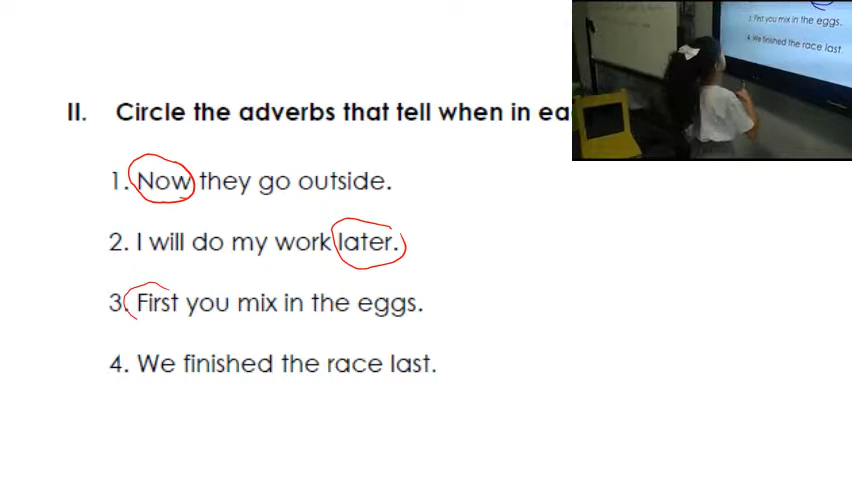 II. Circle the adverbs that tell when in ea
1. Now they go outside.
2. I will do my work later.
3. First you mix in the eggs.
4. We finished the race last.
3. First you mix in the eggs.
4. We finished the race last.